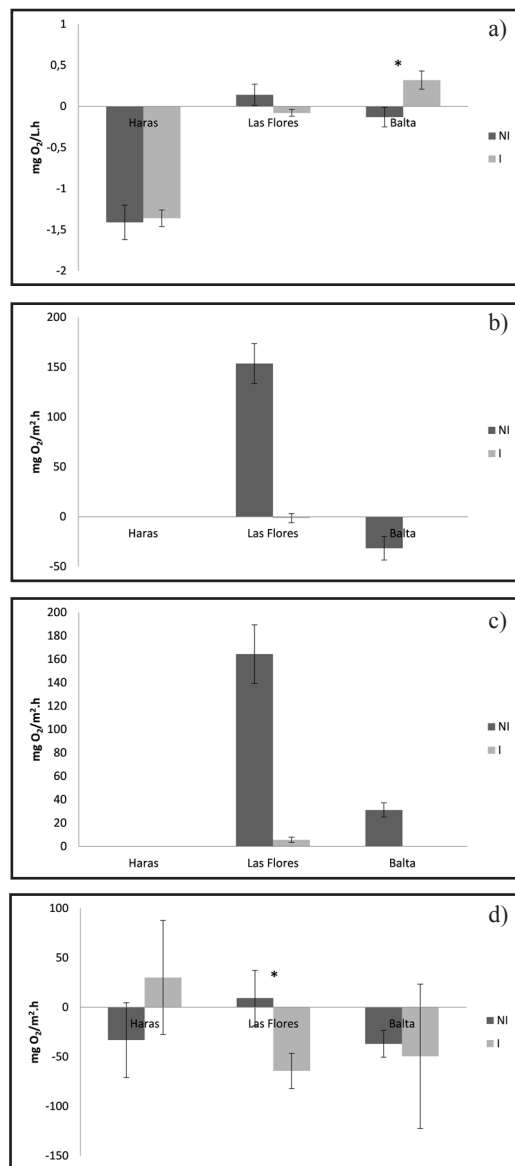 a)
1
0,5
0
-0,5
-1
-1,5
-2
mg O₂/L.h
Haras Las Flores Balta
*
NI
I
b)
200
150
100
50
0
-50
mg O₂/m².h
Haras Las Flores Balta
NI
I
c)
200
180
160
140
120
100
80
60
40
20
0
mg O₂/m².h
Haras Las Flores Balta
NI
I
d)
100
50
0
-50
-100
-150
mg O₂/m².h
Haras Las Flores Balta
*
NI
I